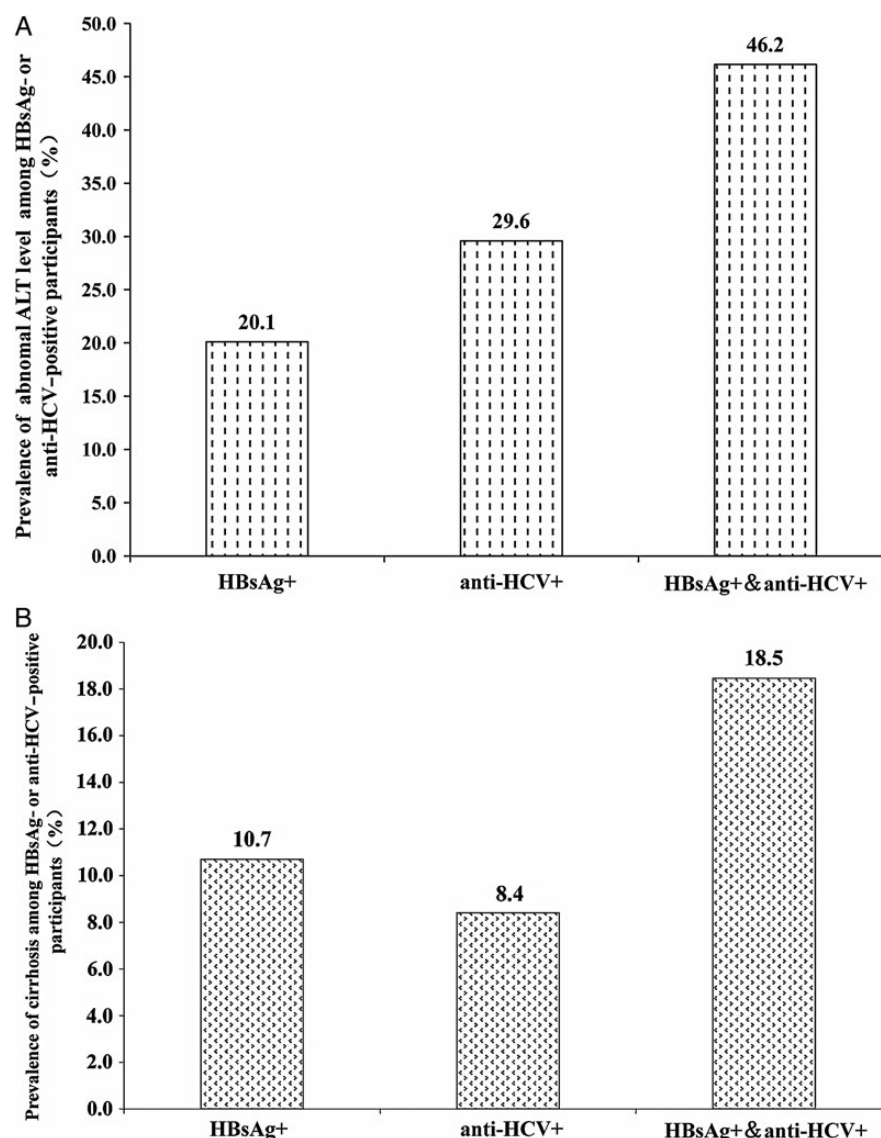 A
Prevalence of abnomal ALT level among HBsAg- or
anti-HCV-positive participants（%）
50.0
45.0
40.0
35.0
30.0
25.0
20.0
15.0
10.0
5.0
0.0
20.1
29.6
46.2
HBsAg+
anti-HCV+
HBsAg+&anti-HCV+
B
Prevalence of cirrhosis among HBsAg- or anti-HCV-positive
participants（%）
20.0
18.0
16.0
14.0
12.0
10.0
8.0
6.0
4.0
2.0
0.0
10.7
8.4
18.5
HBsAg+
anti-HCV+
HBsAg+&anti-HCV+